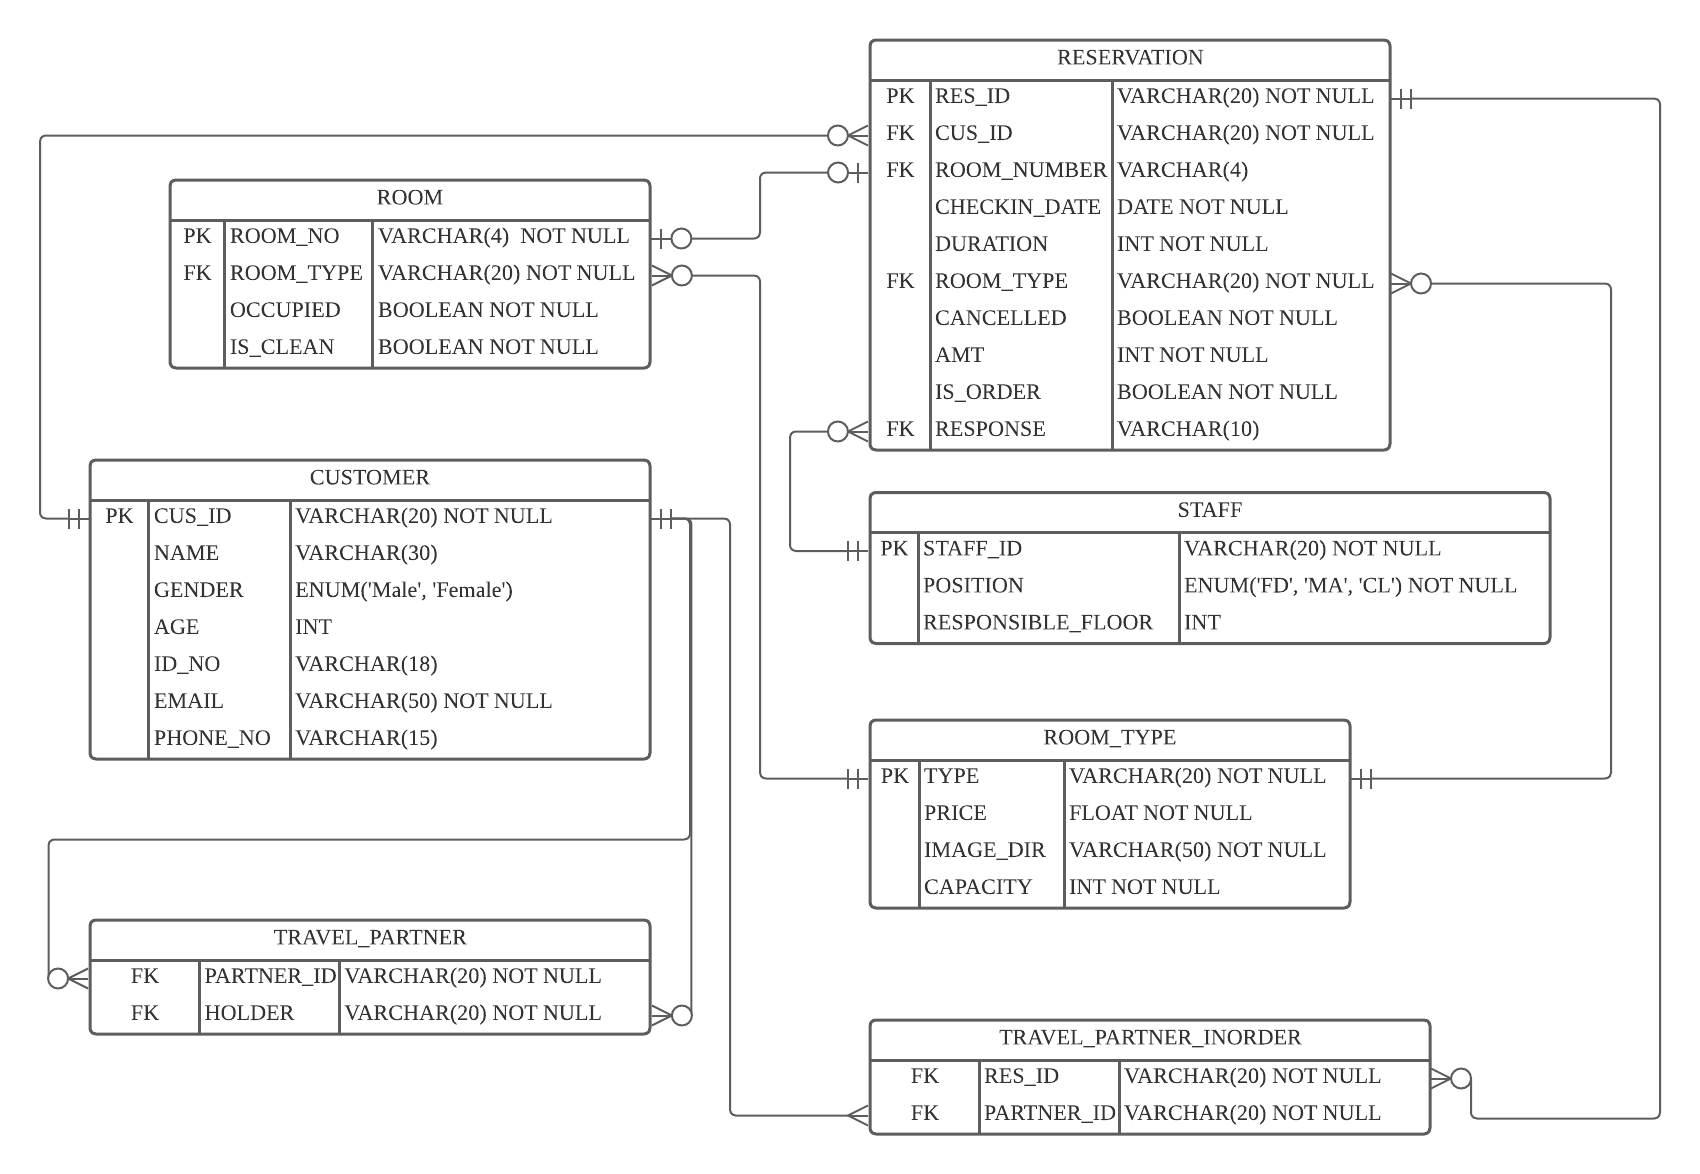 RESERVATION
PK RES_ID VARCHAR(20) NOT NULL
FK CUS_ID VARCHAR(20) NOT NULL
FK ROOM_NUMBER VARCHAR(4)
CHECKIN_DATE DATE NOT NULL
DURATION INT NOT NULL
FK ROOM_TYPE VARCHAR(20) NOT NULL
CANCELLED BOOLEAN NOT NULL
AMT INT NOT NULL
IS_ORDER BOOLEAN NOT NULL
FK RESPONSE VARCHAR(10)
ROOM
PK ROOM_NO VARCHAR(4) NOT NULL
FK ROOM_TYPE VARCHAR(20) NOT NULL
OCCUPIED BOOLEAN NOT NULL
IS_CLEAN BOOLEAN NOT NULL
CUSTOMER
PK CUS_ID VARCHAR(20) NOT NULL
NAME VARCHAR(30)
GENDER ENUM('Male', 'Female')
AGE INT
ID_NO VARCHAR(18)
EMAIL VARCHAR(50) NOT NULL
PHONE_NO VARCHAR(15)
STAFF
PK STAFF_ID VARCHAR(20) NOT NULL
POSITION ENUM('FD', 'MA', 'CL') NOT NULL
RESPONSIBLE_FLOOR INT
ROOM_TYPE
PK TYPE VARCHAR(20) NOT NULL
PRICE FLOAT NOT NULL
IMAGE_DIR VARCHAR(50) NOT NULL
CAPACITY INT NOT NULL
TRAVEL_PARTNER
FK PARTNER_ID VARCHAR(20) NOT NULL
FK HOLDER VARCHAR(20) NOT NULL
TRAVEL_PARTNER_INORDER
FK RES_ID VARCHAR(20) NOT NULL
FK PARTNER_ID VARCHAR(20) NOT NULL